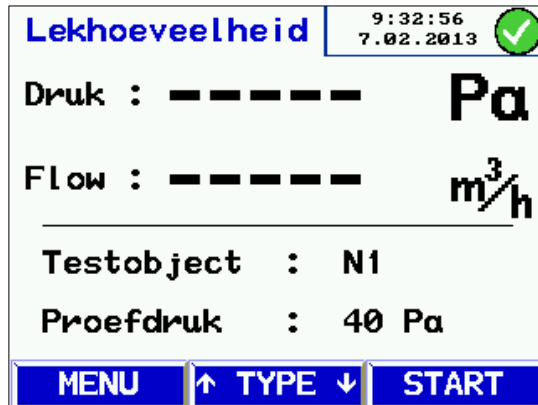 Lekhoeveelheid 9:32:56
7.02.2013
Druk : ----- Pa
Flow : ----- m³/h
Testobject : N1
Proefdruk : 40 Pa
MENU ↑ TYPE ↓ START